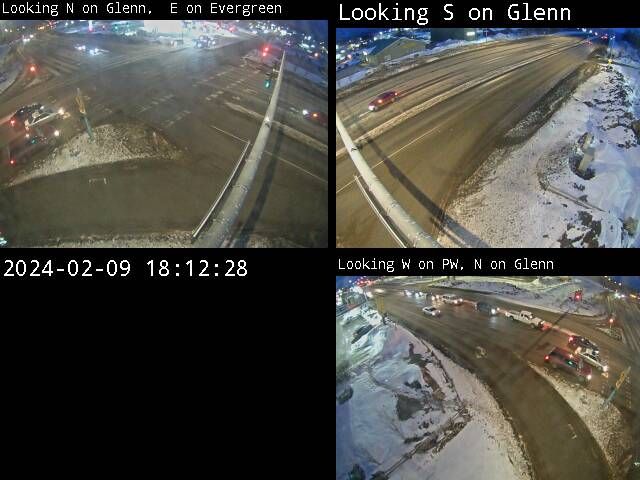 Looking N on Glenn,  E on Evergreen
Looking S on Glenn
2024-02-09 18:12:28
Looking W on PW, N on Glenn